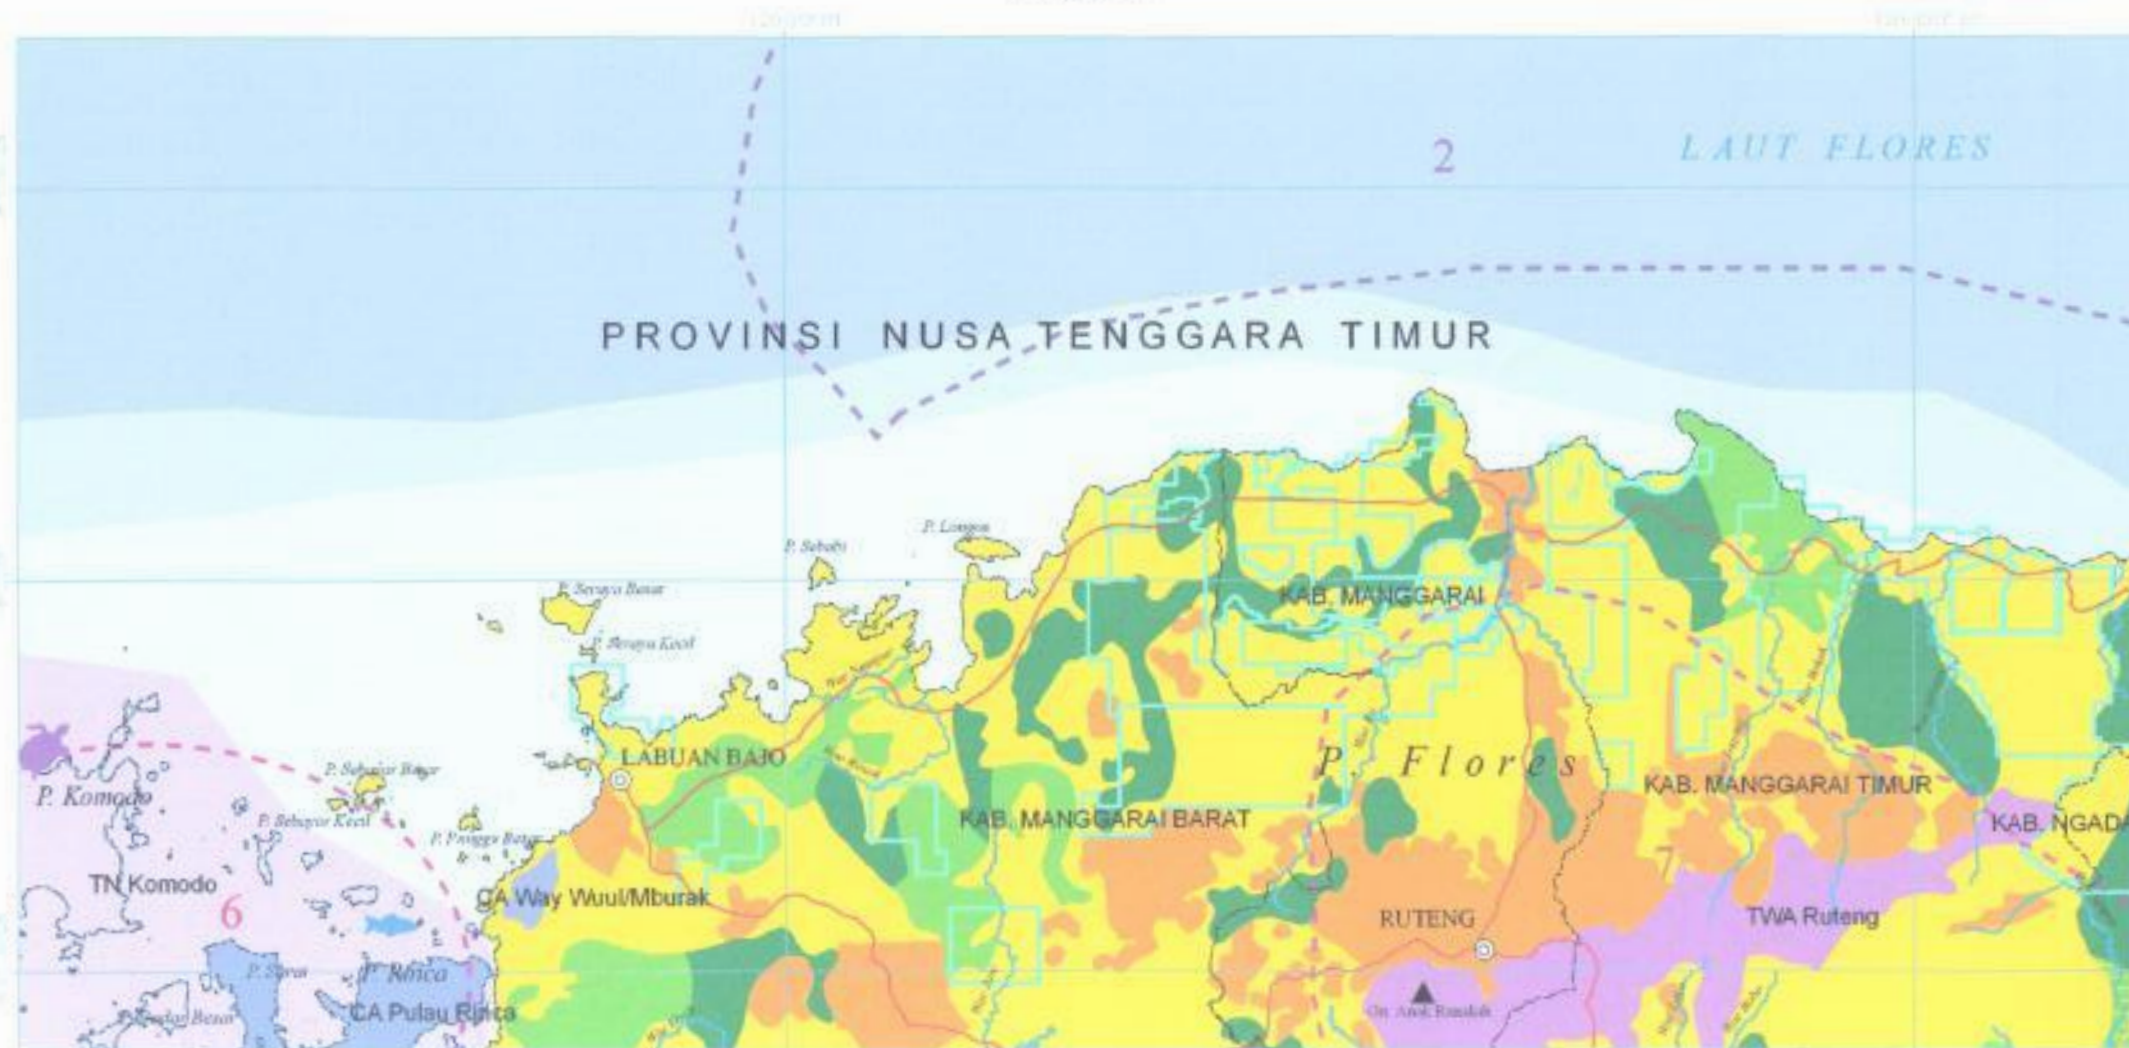 2
LAUT FLORES
PROVINSI NUSA TENGGARA TIMUR
P. Longos
P. Sebabi
P. Seraya Besar
P. Seraya Kecil
KAB. MANGGARAI
LABUAN BAJO
P. Flores
P. Komodo
P. Sebayur Besar
P. Sebayur Kecil
KAB. MANGGARAI TIMUR
KAB. MANGGARAI BARAT
KAB. NGADA
7
TN Komodo
6
CA Way Wuul/Mburak
RUTENG
TWA Ruteng
P. Rinca
CA Pulau Rinca